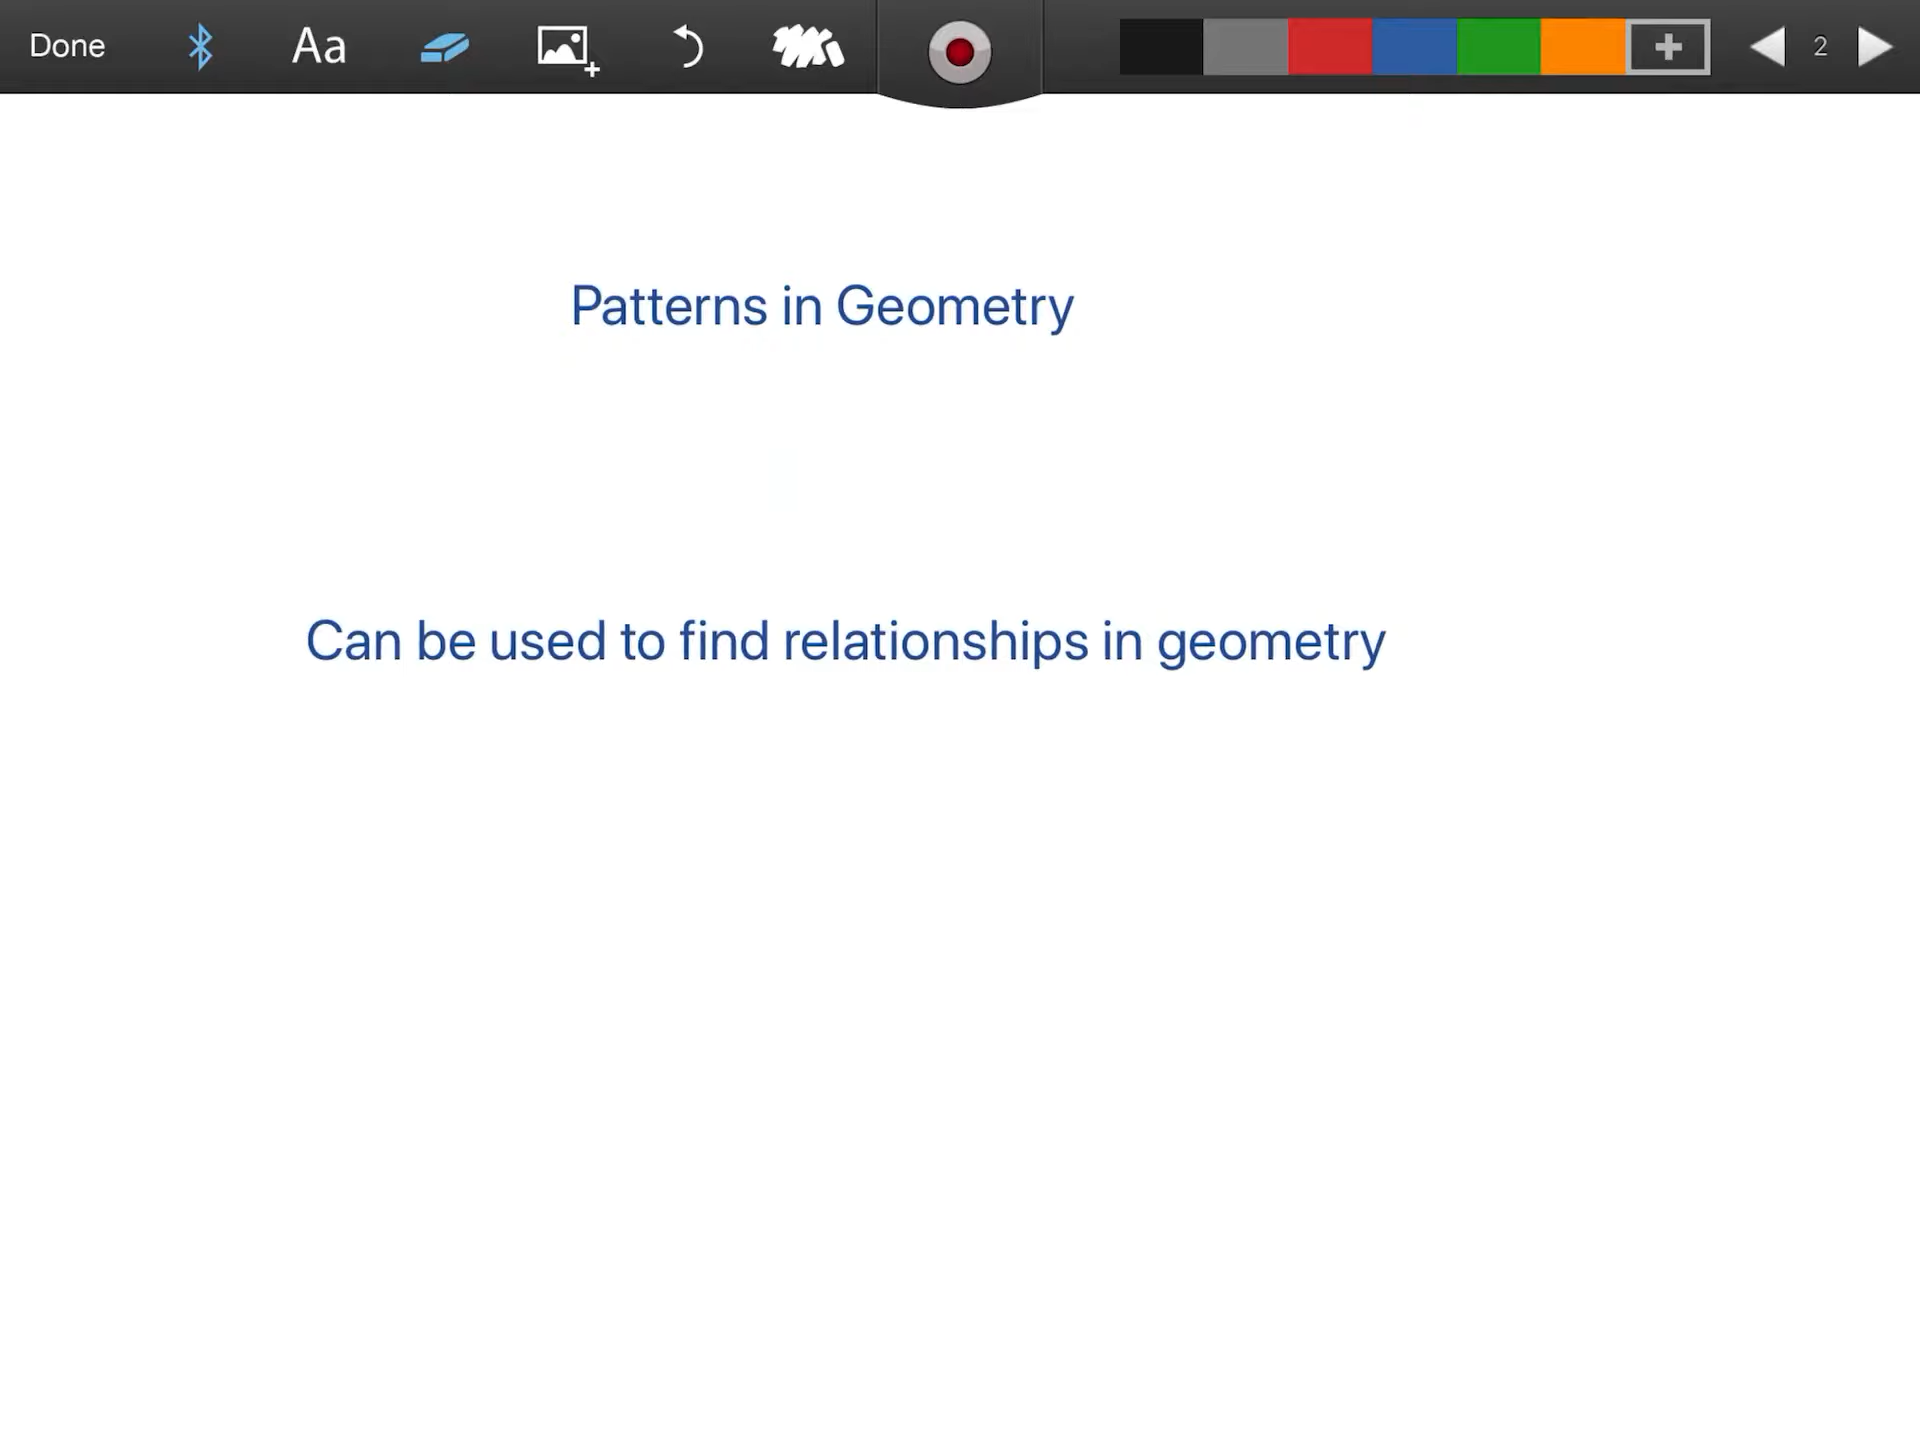 Done
Aa
2
Patterns in Geometry
Can be used to find relationships in geometry